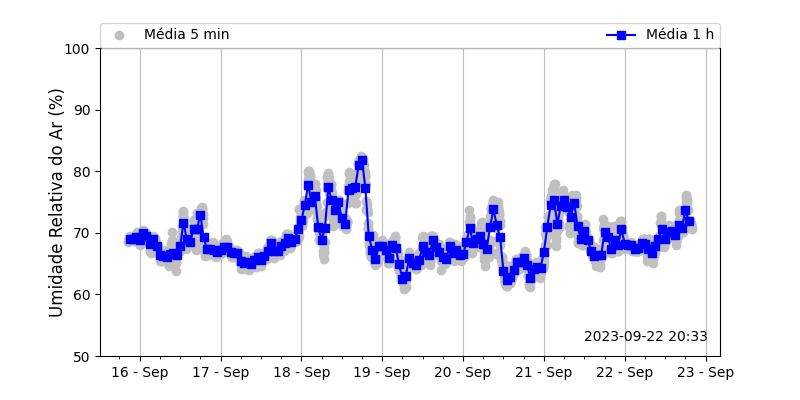 Média 5 min
Média 1 h
Umidade Relativa do Ar (%)
100
90
80
70
60
50
2023-09-22 20:33
16 - Sep
17 - Sep
18 - Sep
19 - Sep
20 - Sep
21 - Sep
22 - Sep
23 - Sep